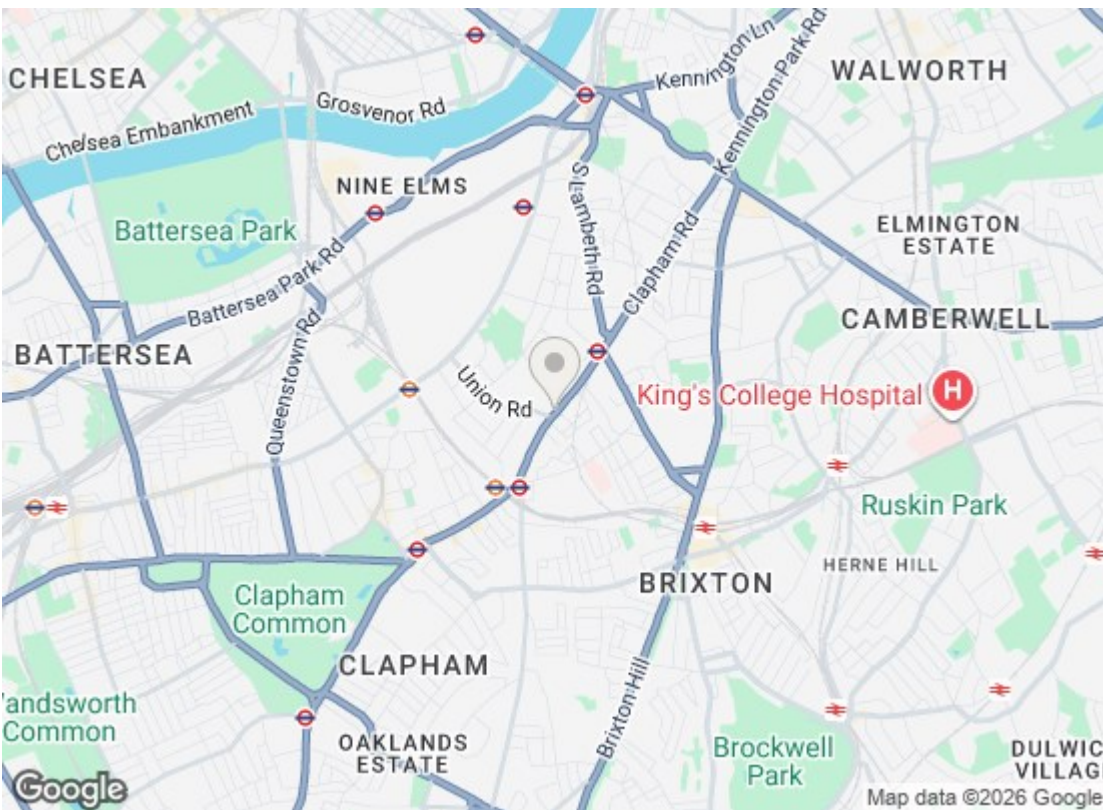 CHELSEA
Chelsea Embankment
Grosvenor Rd
Kennington Ln
Kennington Park Rd
WALWORTH
NINE ELMS
Battersea Park
S Lambeth Rd
Clapham Rd
ELMINGTON
ESTATE
Battersea Park Rd
CAMBERWELL
BATTERSEA
Queenstown Rd
Union Rd
King's College Hospital
H
Ruskin Park
HERNE HILL
BRIXTON
Clapham
Common
CLAPHAM
Brixton Hill
andsworth
Common
OAKLANDS
ESTATE
Brockwell
Park
DULWIC
VILLAG
Google
Map data ©2026 Google